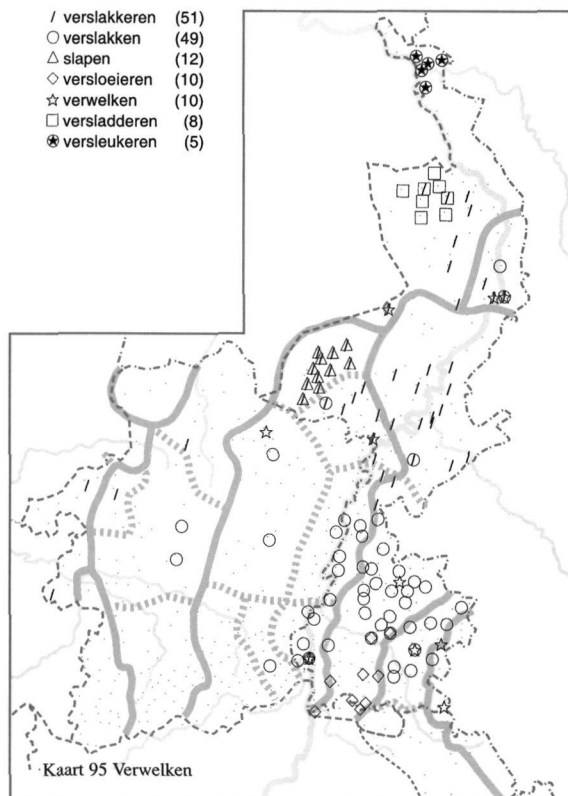 verslakkeren (51)
verslakken (49)
slapen (12)
versloeieren (10)
verwelken (10)
versladderen (8)
versleukeren (5)
Kaart 95 Verwelken